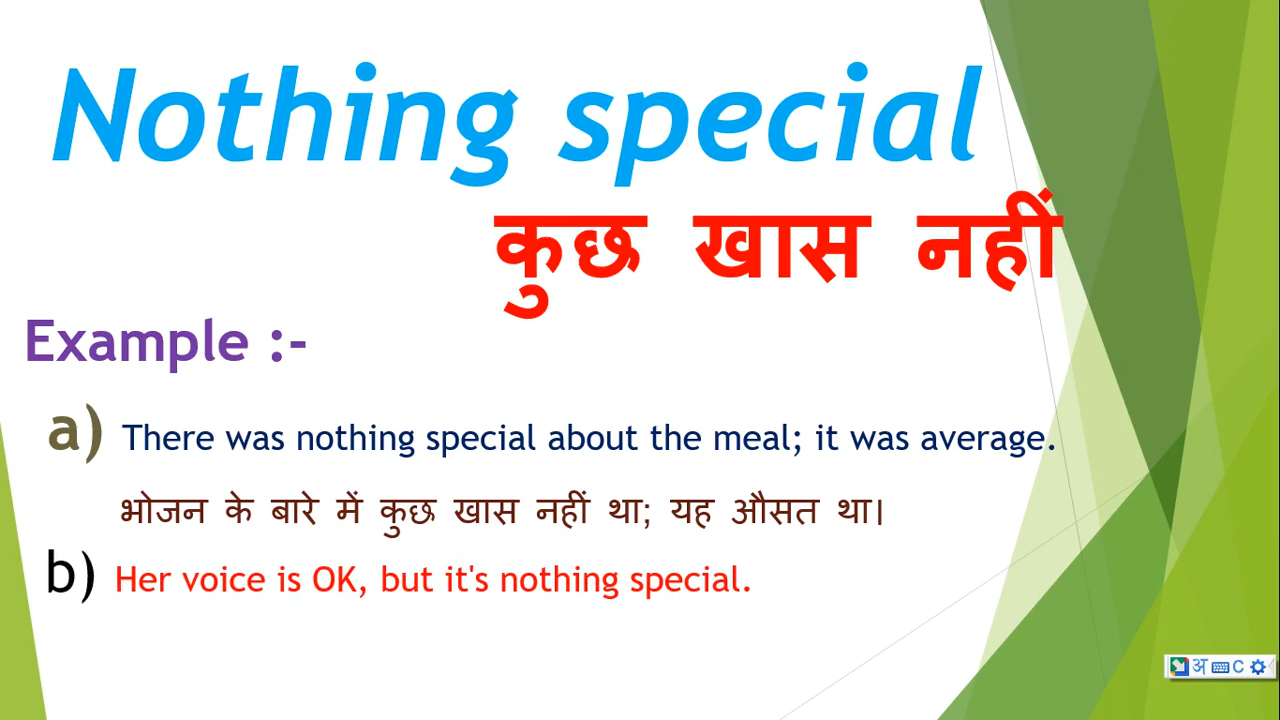 Nothing special
कुछ खास नहीं
Example :-
a) There was nothing special about the meal; it was average.
भोजन के बारे में कुछ खास नहीं था; यह औसत था।
b) Her voice is OK, but it's nothing special.
अ C